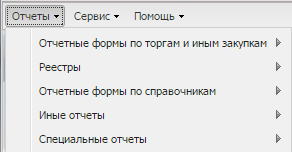 Отчеты Сервис Помощь
Отчетные формы по торгам и иным закупкам
Реестры
Отчетные формы по справочникам
Иные отчеты
Специальные отчеты